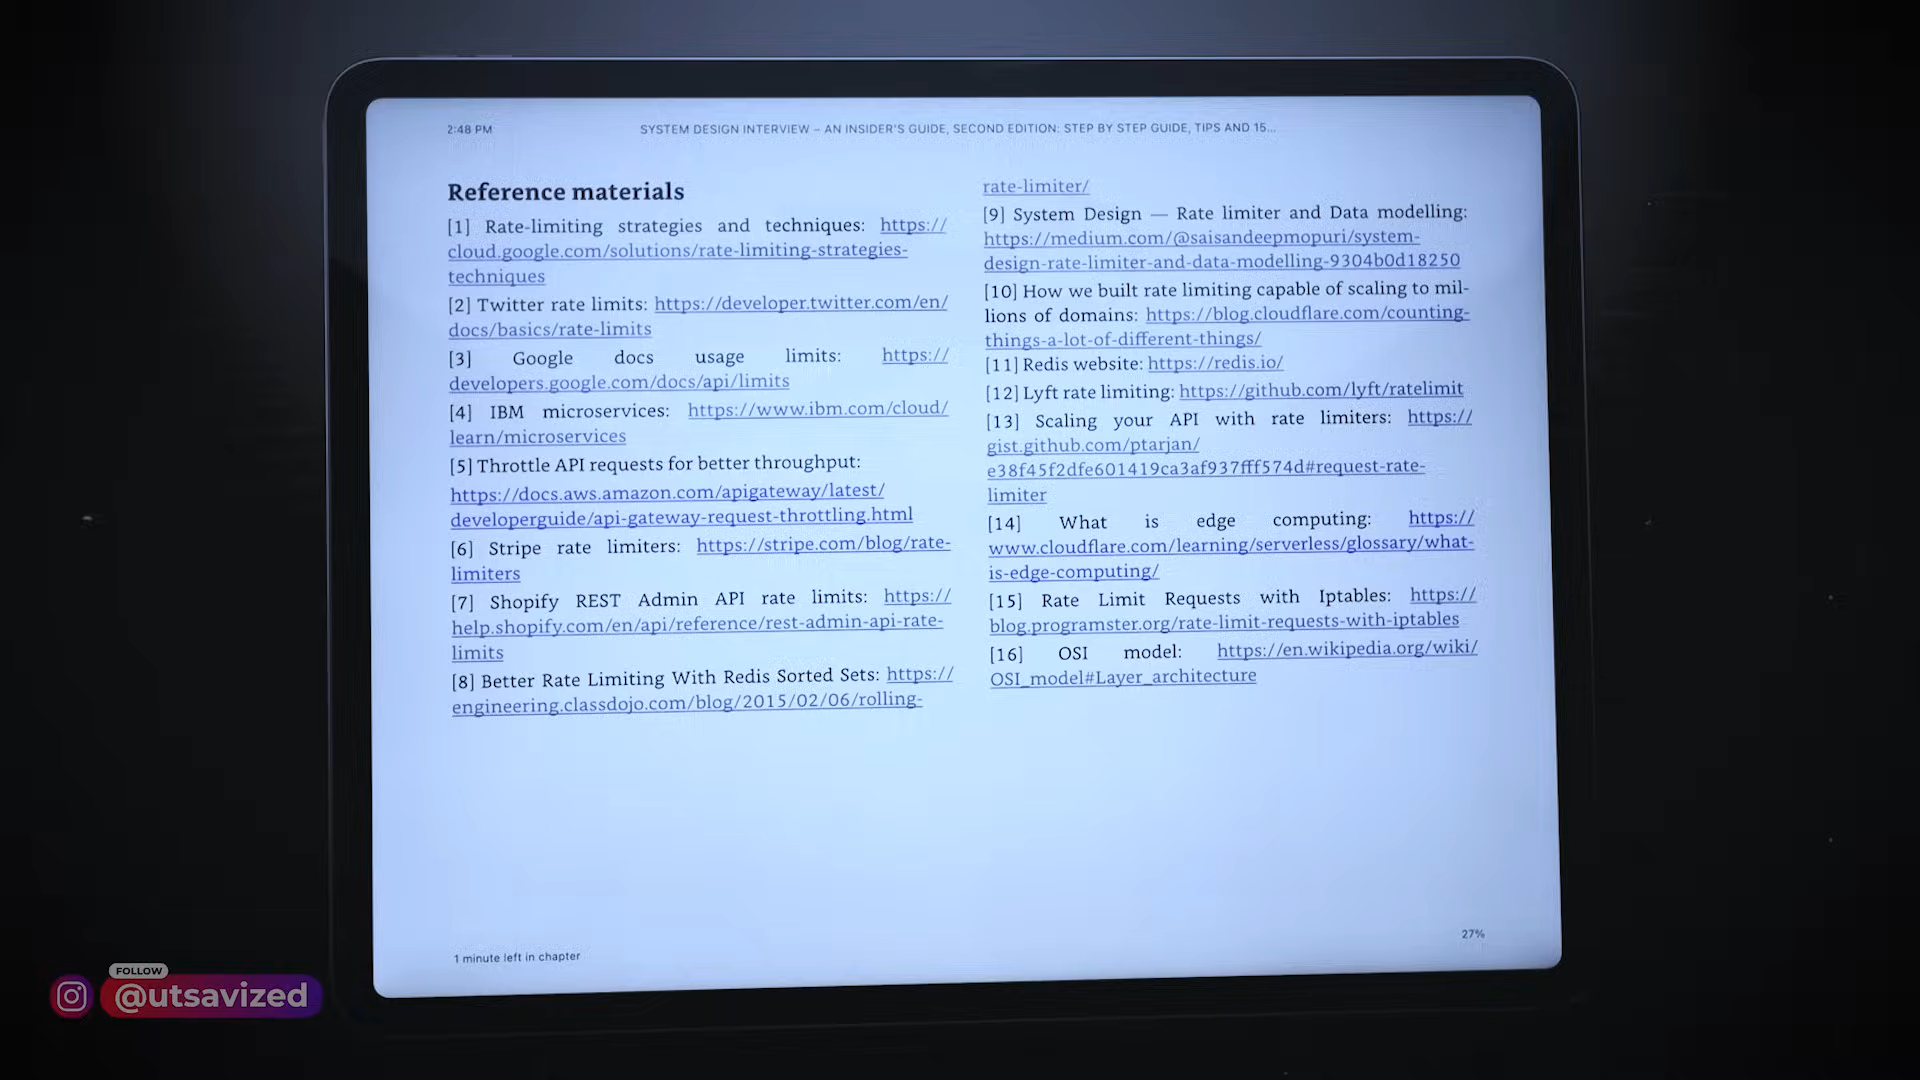 2:48 PM
SYSTEM DESIGN INTERVIEW – AN INSIDER'S GUIDE, SECOND EDITION: STEP BY STEP GUIDE, TIPS AND 15...
Reference materials
[1] Rate-limiting strategies and techniques: https://
cloud.google.com/solutions/rate-limiting-strategies-
techniques
[2] Twitter rate limits: https://developer.twitter.com/en/
docs/basics/rate-limits
[3] Google docs usage limits: https://
developers.google.com/docs/api/limits
[4] IBM microservices: https://www.ibm.com/cloud/
learn/microservices
[5] Throttle API requests for better throughput:
https://docs.aws.amazon.com/apigateway/latest/
developerguide/api-gateway-request-throttling.html
[6] Stripe rate limiters: https://stripe.com/blog/rate-
limiters
[7] Shopify REST Admin API rate limits: https://
help.shopify.com/en/api/reference/rest-admin-api-rate-
limits
[8] Better Rate Limiting With Redis Sorted Sets: https://
engineering.classdojo.com/blog/2015/02/06/rolling-
rate-limiter/
[9] System Design — Rate limiter and Data modelling:
https://medium.com/@saisandeepmopuri/system-
design-rate-limiter-and-data-modelling-9304b0d18250
[10] How we built rate limiting capable of scaling to mil-
lions of domains: https://blog.cloudflare.com/counting-
things-a-lot-of-different-things/
[11] Redis website: https://redis.io/
[12] Lyft rate limiting: https://github.com/lyft/ratelimit
[13] Scaling your API with rate limiters: https://
gist.github.com/ptarjan/
e38f45f2dfe601419ca3af937fff574d#request-rate-
limiter
[14] What is edge computing: https://
www.cloudflare.com/learning/serverless/glossary/what-
is-edge-computing/
[15] Rate Limit Requests with Iptables: https://
blog.programster.org/rate-limit-requests-with-iptables
[16] OSI model: https://en.wikipedia.org/wiki/
OSI_model#Layer_architecture
1 minute left in chapter
27%
FOLLOW
@utsavized